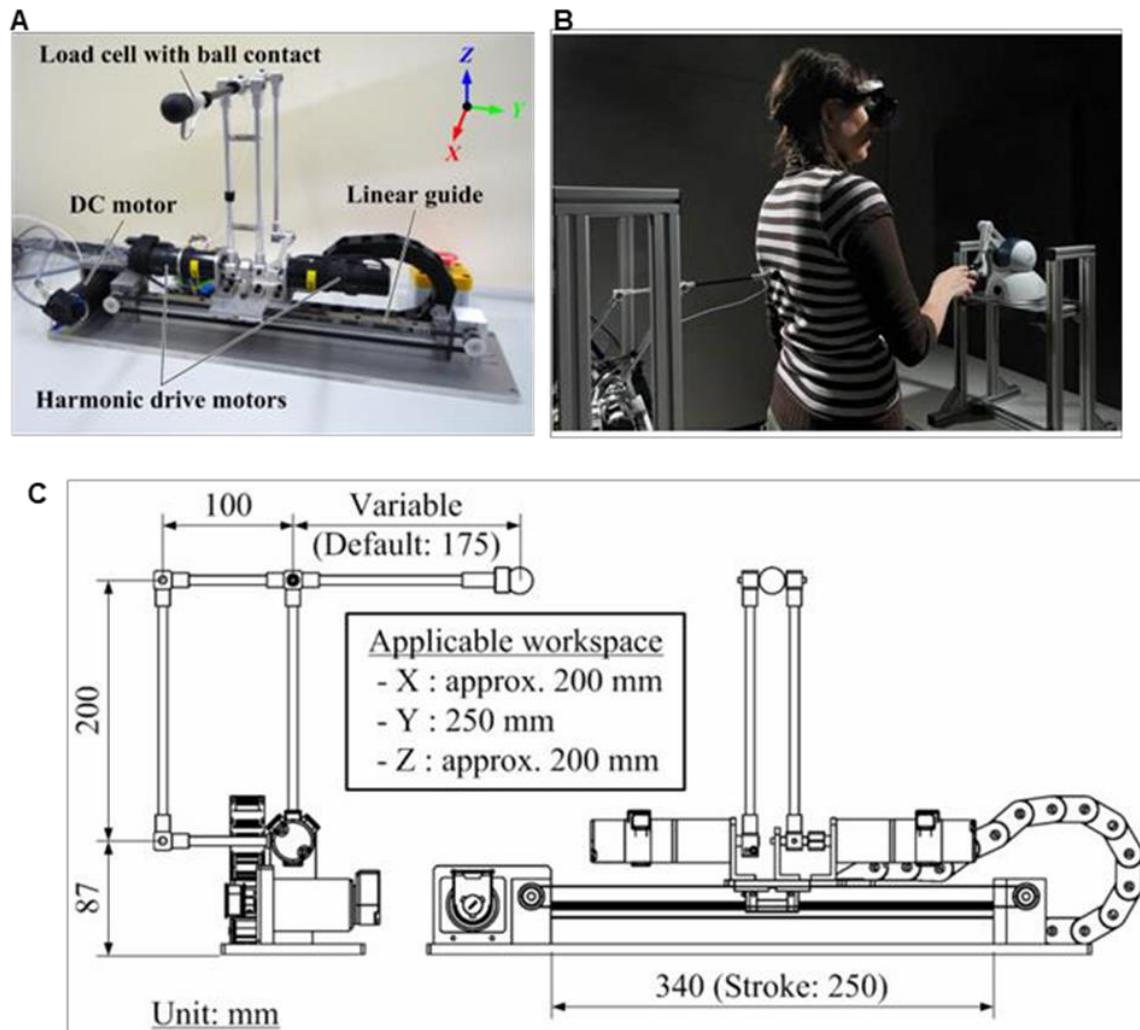 A
Load cell with ball contact
Z
Y
X
DC motor
Linear guide
Harmonic drive motors
B
C
100
Variable
(Default: 175)
200
87
Applicable workspace
- X : approx. 200 mm
- Y : 250 mm
- Z : approx. 200 mm
340 (Stroke: 250)
Unit: mm